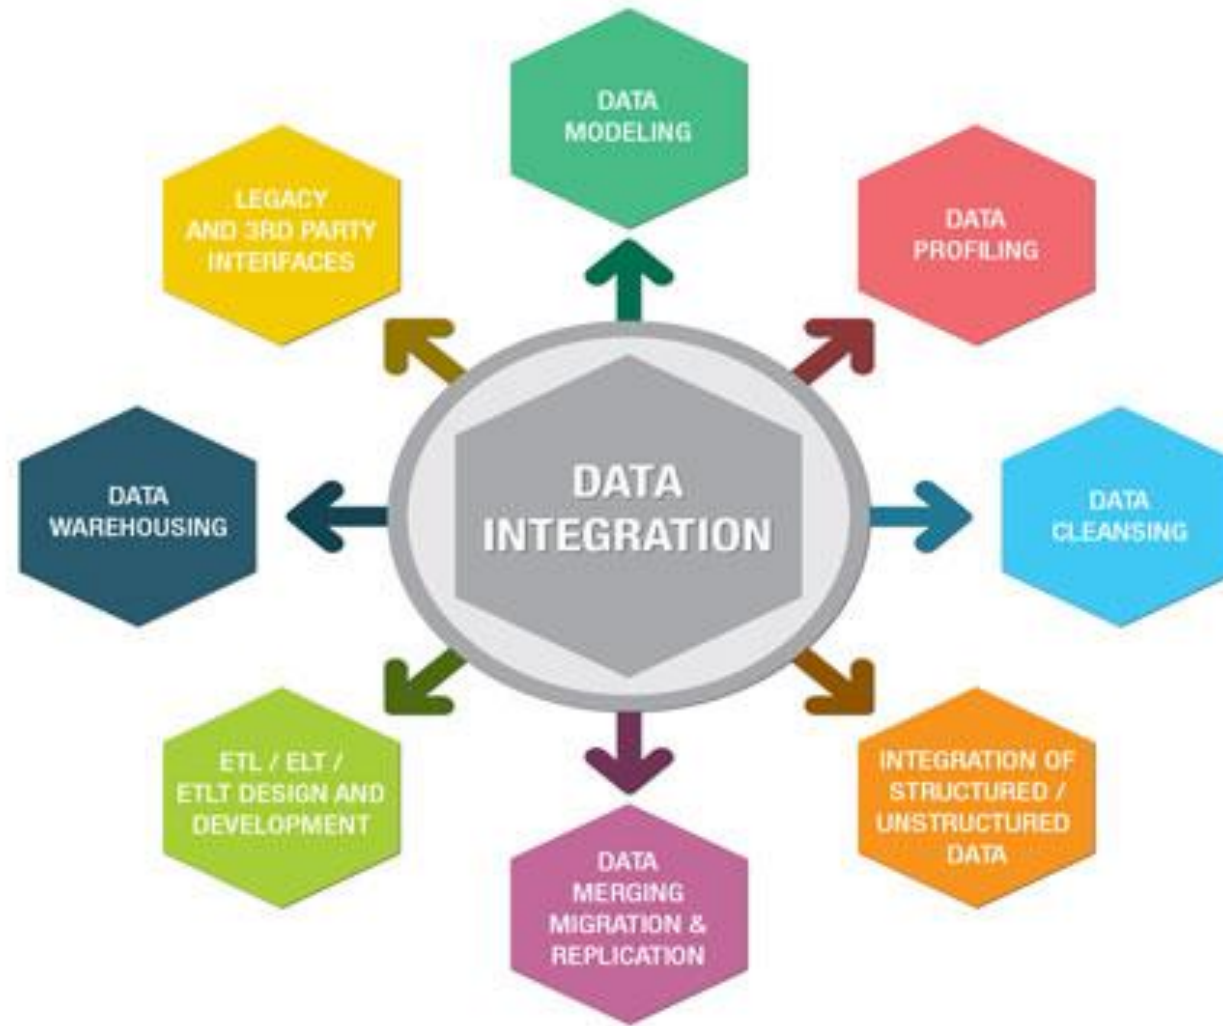 DATA
MODELING
LEGACY
AND 3RD PARTY
INTERFACES
DATA
PROFILING
DATA
INTEGRATION
DATA
WAREHOUSING
DATA
CLEANSING
ETL / ELT /
ETLT DESIGN AND
DEVELOPMENT
INTEGRATION OF
STRUCTURED /
UNSTRUCTURED
DATA
DATA
MERGING
MIGRATION &
REPLICATION